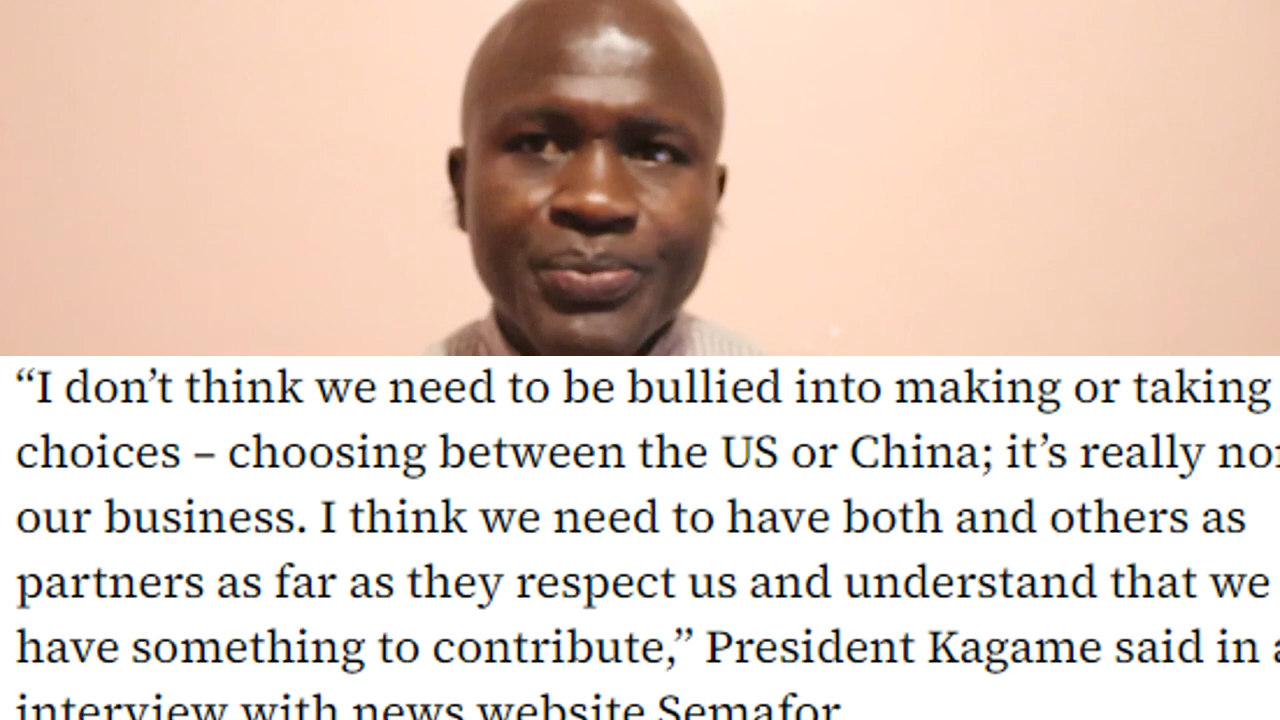 “I don’t think we need to be bullied into making or taking
choices – choosing between the US or China; it’s really
our business. I think we need to have both and others as
partners as far as they respect us and understand that we
have something to contribute,” President Kagame said in
interview with news website Semafor